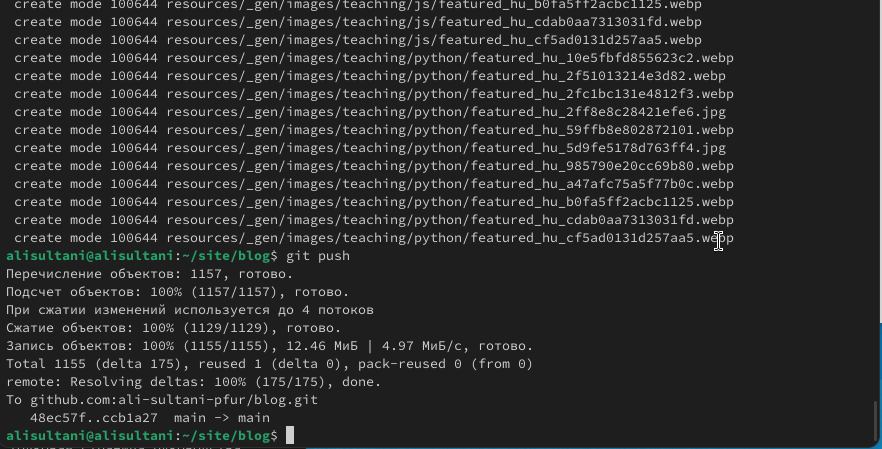 create mode 100644 resources/_gen/images/teaching/js/featured_hu_b0fa5ff2acbc1125.webp
create mode 100644 resources/_gen/images/teaching/js/featured_hu_cdab0aa7313031fd.webp
create mode 100644 resources/_gen/images/teaching/js/featured_hu_cf5ad0131d257aa5.webp
create mode 100644 resources/_gen/images/teaching/python/featured_hu_10e5fbfd855623c2.webp
create mode 100644 resources/_gen/images/teaching/python/featured_hu_2f51013214e3d82.webp
create mode 100644 resources/_gen/images/teaching/python/featured_hu_2fc1bc131e4812f3.webp
create mode 100644 resources/_gen/images/teaching/python/featured_hu_2ff8e8c28421efe6.jpg
create mode 100644 resources/_gen/images/teaching/python/featured_hu_59ffb8e802872101.webp
create mode 100644 resources/_gen/images/teaching/python/featured_hu_5d9fe5178d763ff4.jpg
create mode 100644 resources/_gen/images/teaching/python/featured_hu_985790e20cc69b80.webp
create mode 100644 resources/_gen/images/teaching/python/featured_hu_a47afc75a5f77b0c.webp
create mode 100644 resources/_gen/images/teaching/python/featured_hu_b0fa5ff2acbc1125.webp
create mode 100644 resources/_gen/images/teaching/python/featured_hu_cdab0aa7313031fd.webp
create mode 100644 resources/_gen/images/teaching/python/featured_hu_cf5ad0131d257aa5.webp
alisultani@alisultani:~/site/blog$ git push
Перечисление объектов: 1157, готово.
Подсчет объектов: 100% (1157/1157), готово.
При сжатии изменений используется до 4 потоков
Сжатие объектов: 100% (1129/1129), готово.
Запись объектов: 100% (1155/1155), 12.46 МиБ | 4.97 МиБ/с, готово.
Total 1155 (delta 175), reused 1 (delta 0), pack-reused 0 (from 0)
remote: Resolving deltas: 100% (175/175), done.
To github.com:ali-sultani-pfur/blog.git
48ec57f..ccb1a27 main -> main
alisultani@alisultani:~/site/blog$